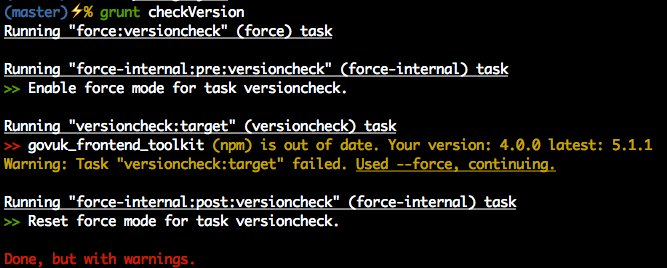 (master)⚡% grunt checkVersion
Running "force:versioncheck" (force) task
Running "force-internal:pre:versioncheck" (force-internal) task
>> Enable force mode for task versioncheck.
Running "versioncheck:target" (versioncheck) task
>> govuk_frontend_toolkit (npm) is out of date. Your version: 4.0.0 latest: 5.1.1
Warning: Task "versioncheck:target" failed. Used --force, continuing.
Running "force-internal:post:versioncheck" (force-internal) task
>> Reset force mode for task versioncheck.
Done, but with warnings.